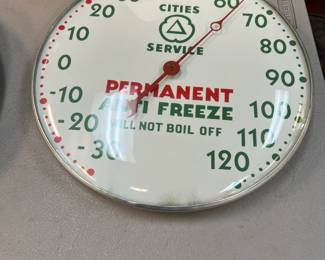 CITIES
SERVICE
PERMANENT
ANTI FREEZE
WILL NOT BOIL OFF
20
10
0
-10
-20
-30
60
70
80
90
100
110
120